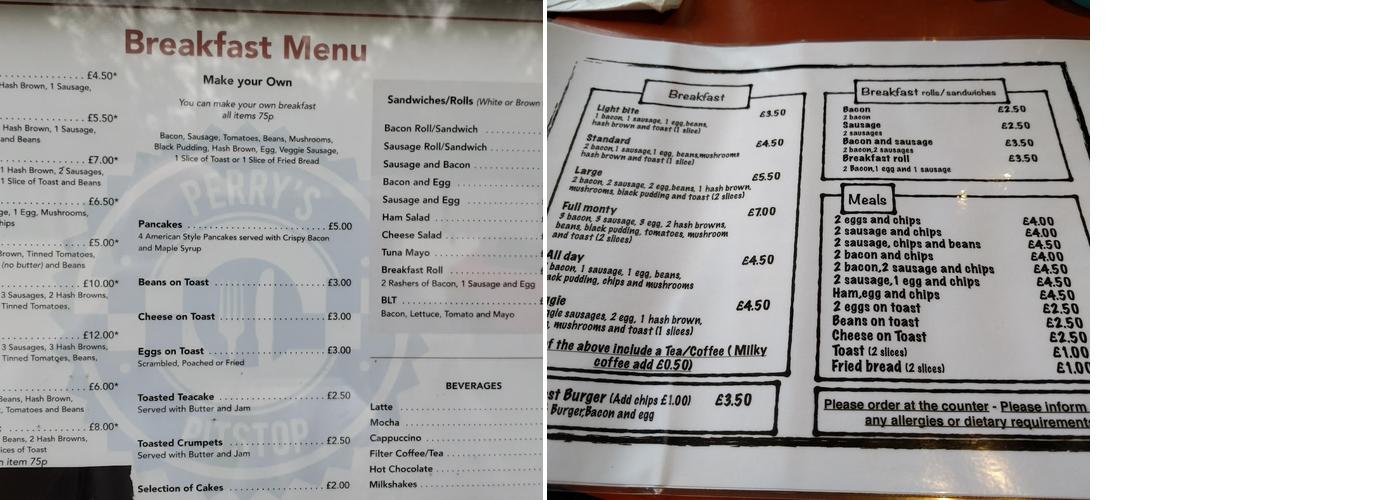 Breakfast Menu
£4.50*
Hash Brown, 1 Sausage,
£5.50*
Hash Brown, 1 Sausage,
and Beans
£7.00*
1 Hash Brown, 2 Sausages,
1 Slice of Toast and Beans
£6.50*
1 Egg, Mushrooms,
£5.00*
Brown, Tinned Tomatoes,
(no butter) and Beans
£10.00*
3 Sausages, 2 Hash Browns,
Tinned Tomatoes,
£12.00*
3 Sausages, 3 Hash Browns,
Tinned Tomatoes, Beans,
£6.00*
Beans, Hash Brown,
Tomatoes and Beans
£8.00*
Beans, 2 Hash Browns,
of Toast
item 75p
Make your Own
You can make your own breakfast
all items 75p
Bacon, Sausage, Tomatoes, Beans, Mushrooms,
Black Pudding, Hash Brown, Egg, Veggie Sausage,
1 Slice of Toast or 1 Slice of Fried Bread
PERRY'S
PITSTOP
Pancakes £5.00
4 American Style Pancakes served with Crispy Bacon
and Maple Syrup
Beans on Toast £3.00
Cheese on Toast £3.00
Eggs on Toast £3.00
Scrambled, Poached or Fried
Toasted Teacake £2.50
Served with Butter and Jam
Toasted Crumpets £2.50
Served with Butter and Jam
Selection of Cakes £2.00
Sandwiches/Rolls (White or Brown
Bacon Roll/Sandwich
Sausage Roll/Sandwich
Sausage and Bacon
Bacon and Egg
Sausage and Egg
Ham Salad
Cheese Salad
Tuna Mayo
Breakfast Roll
2 Rashers of Bacon, 1 Sausage and Egg
BLT
Bacon, Lettuce, Tomato and Mayo
BEVERAGES
Latte
Mocha
Cappuccino
Filter Coffee/Tea
Hot Chocolate
Milkshakes
Breakfast
Light bite £3.50
1 bacon, 1 sausage, 1 egg,beans,
hash brown and toast (1 slice)
Standard £4.50
2 bacon,1 sausage, 1 egg, beans,mushrooms
hash brown and toast (1 slice)
Large £5.50
2 bacon, 2 sausage, 2 egg,beans, 1 hash brown,
mushrooms, black pudding and toast (2 slices)
Full monty £7.00
3 bacon, 3 sausage, 3 egg, 2 hash browns,
beans, black pudding, tomatoes, mushroom
and toast (2 slices)
All day £4.50
bacon, 1 sausage, 1 egg, beans,
pudding, chips and mushrooms
£4.50
sausages, 2 egg, 1 hash brown,
mushrooms and toast (1 slices)
of the above include a Tea/Coffee ( Milky
coffee add £0.50)
Burger (Add chips £1.00) £3.50
Burger,Bacon and egg
Breakfast rolls/sandwiches
Bacon £2.50
2 bacon
Sausage £2.50
2 sausages
Bacon and sausage £3.50
2 bacon,2 sausages
Breakfast roll £3.50
2 Bacon,1 egg and 1 sausage
Meals
2 eggs and chips £4.00
2 sausage and chips £4.00
2 sausage, chips and beans £4.50
2 bacon and chips £4.00
2 bacon,2 sausage and chips £4.50
2 sausage,1 egg and chips £4.50
Ham,egg and chips £4.50
2 eggs on toast £2.50
Beans on toast £2.50
Cheese on Toast £2.50
Toast (2 slices) £1.00
Fried bread (2 slices) £1.00
Please order at the counter - Please inform
any allergies or dietary requirements